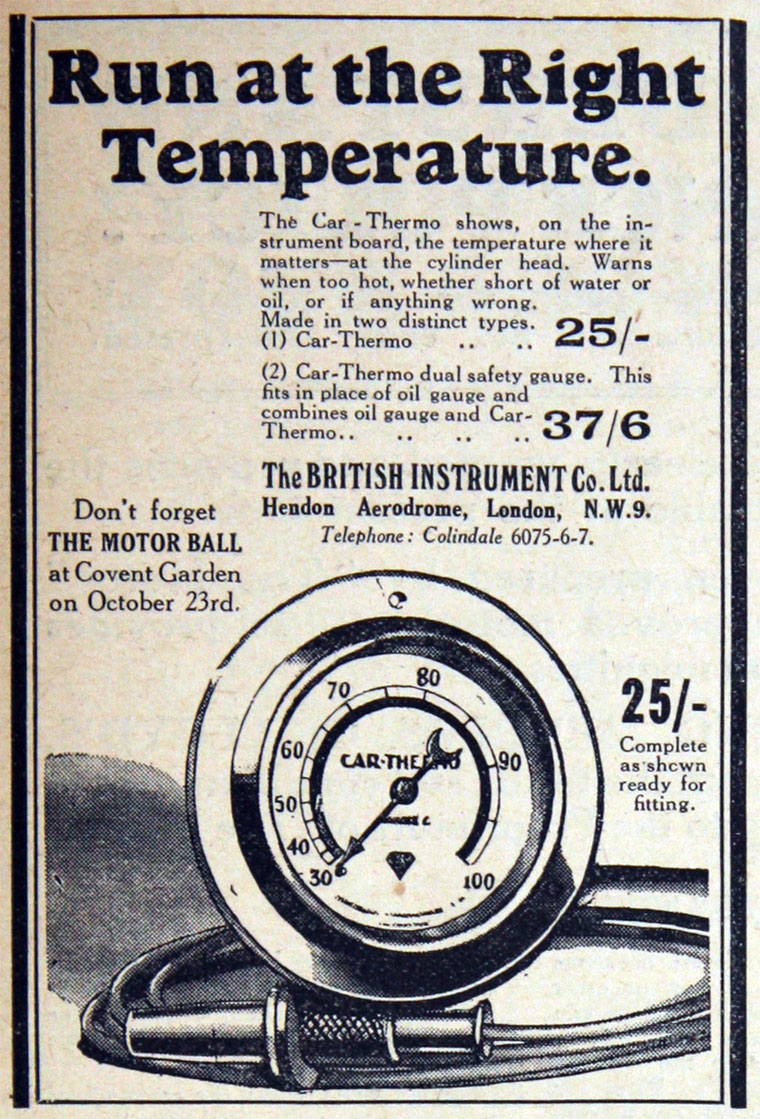 Run at the Right
Temperature.
The Car - Thermo shows, on the in-
strument board, the temperature where it
matters—at the cylinder head. Warns
when too hot, whether short of water or
oil, or if anything wrong.
Made in two distinct types.
(1) Car-Thermo .. .. 25/-
(2) Car-Thermo dual safety gauge. This
fits in place of oil gauge and
combines oil gauge and Car-
Thermo.. .. .. .. 37/6
The BRITISH INSTRUMENT Co. Ltd.
Hendon Aerodrome, London, N.W.9.
Telephone: Colindale 6075-6-7.
Don't forget
THE MOTOR BALL
at Covent Garden
on October 23rd.
25/-
Complete
as shown
ready for
fitting.
80
70
60
90
CAR-THERMO
50
40
30
100